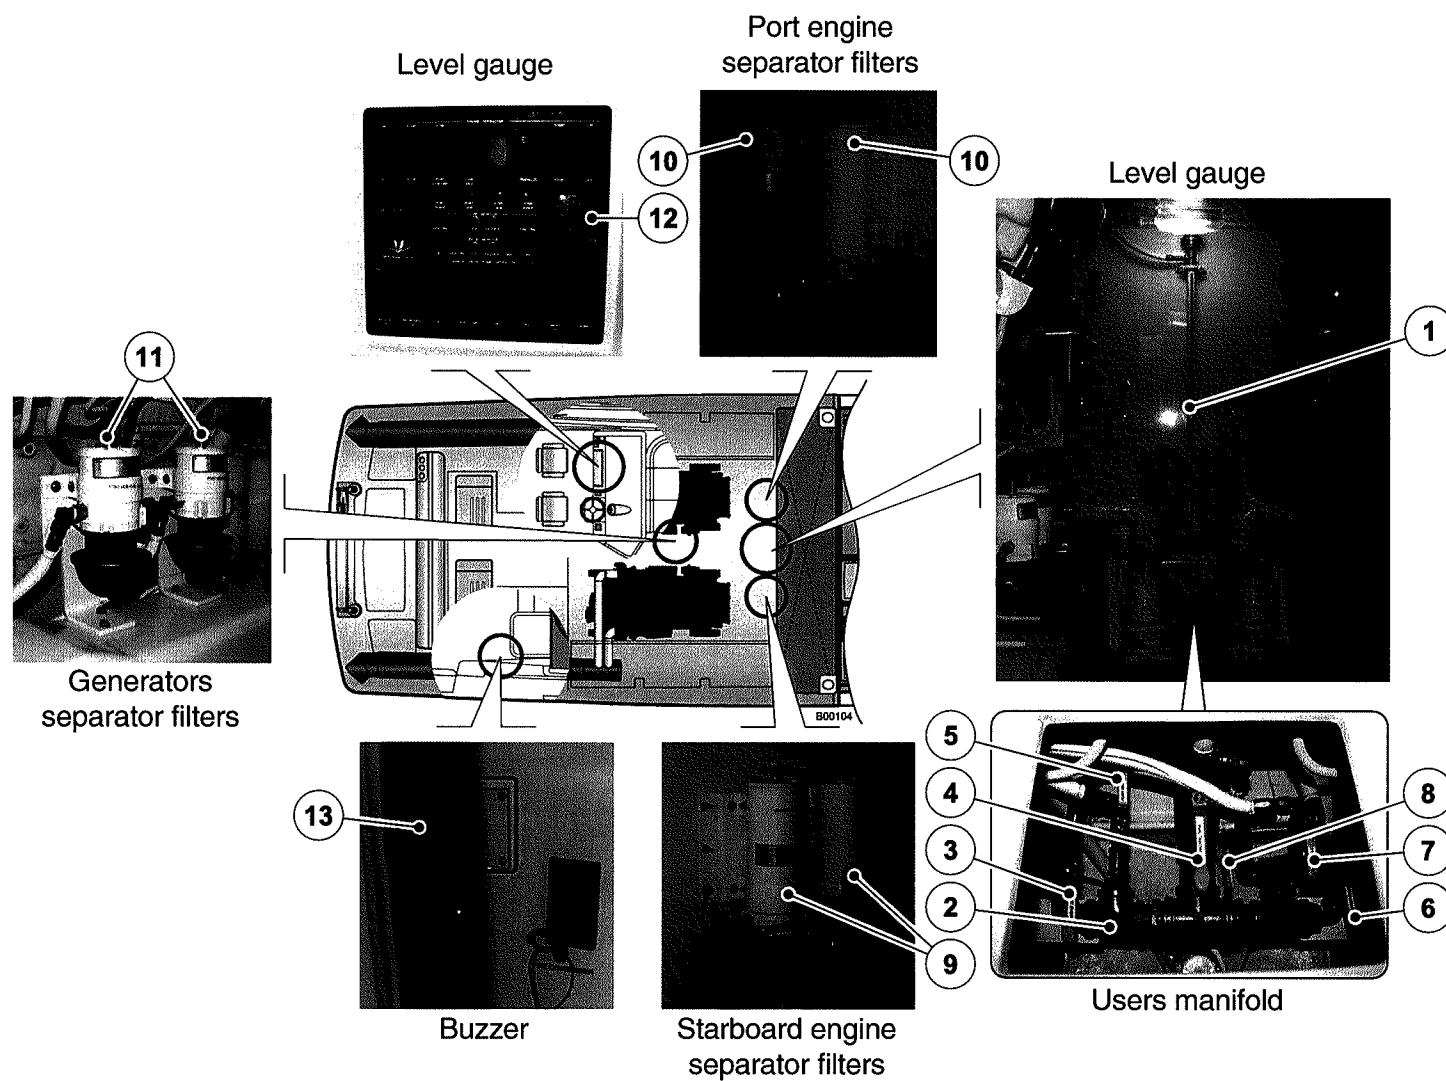 Port engine
separator filters
Level gauge
10
10
Level gauge
12
1
11
Generators
separator filters
B00104
5
4
8
13
3
7
2
6
9
Users manifold
Buzzer
Starboard engine
separator filters